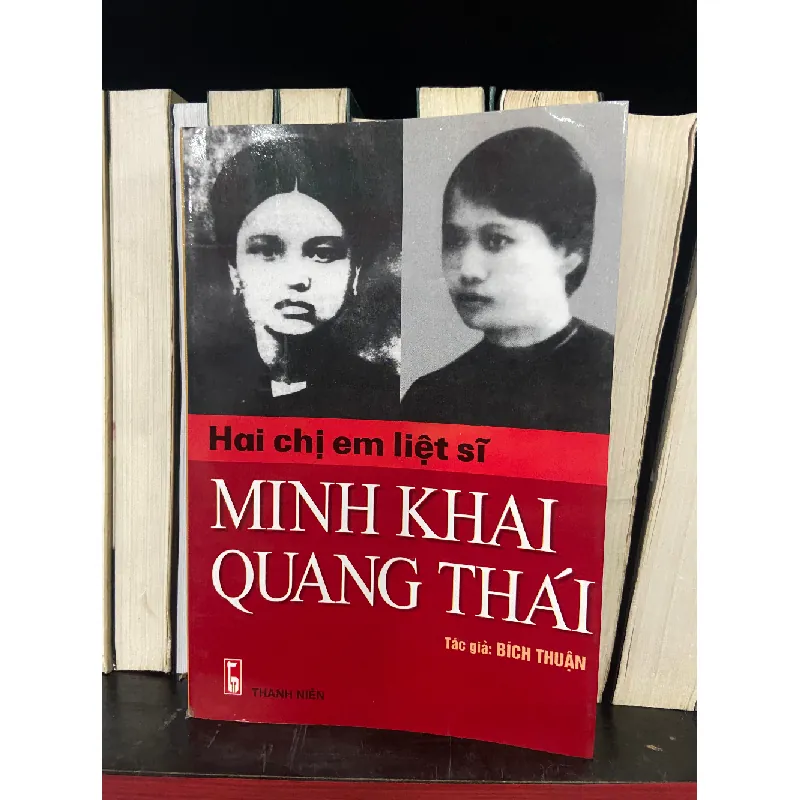 Hai chị em liệt sĩ
MINH KHAI
QUANG THÁI
Tác giả: BÍCH THUẬN
THANH NIÊN